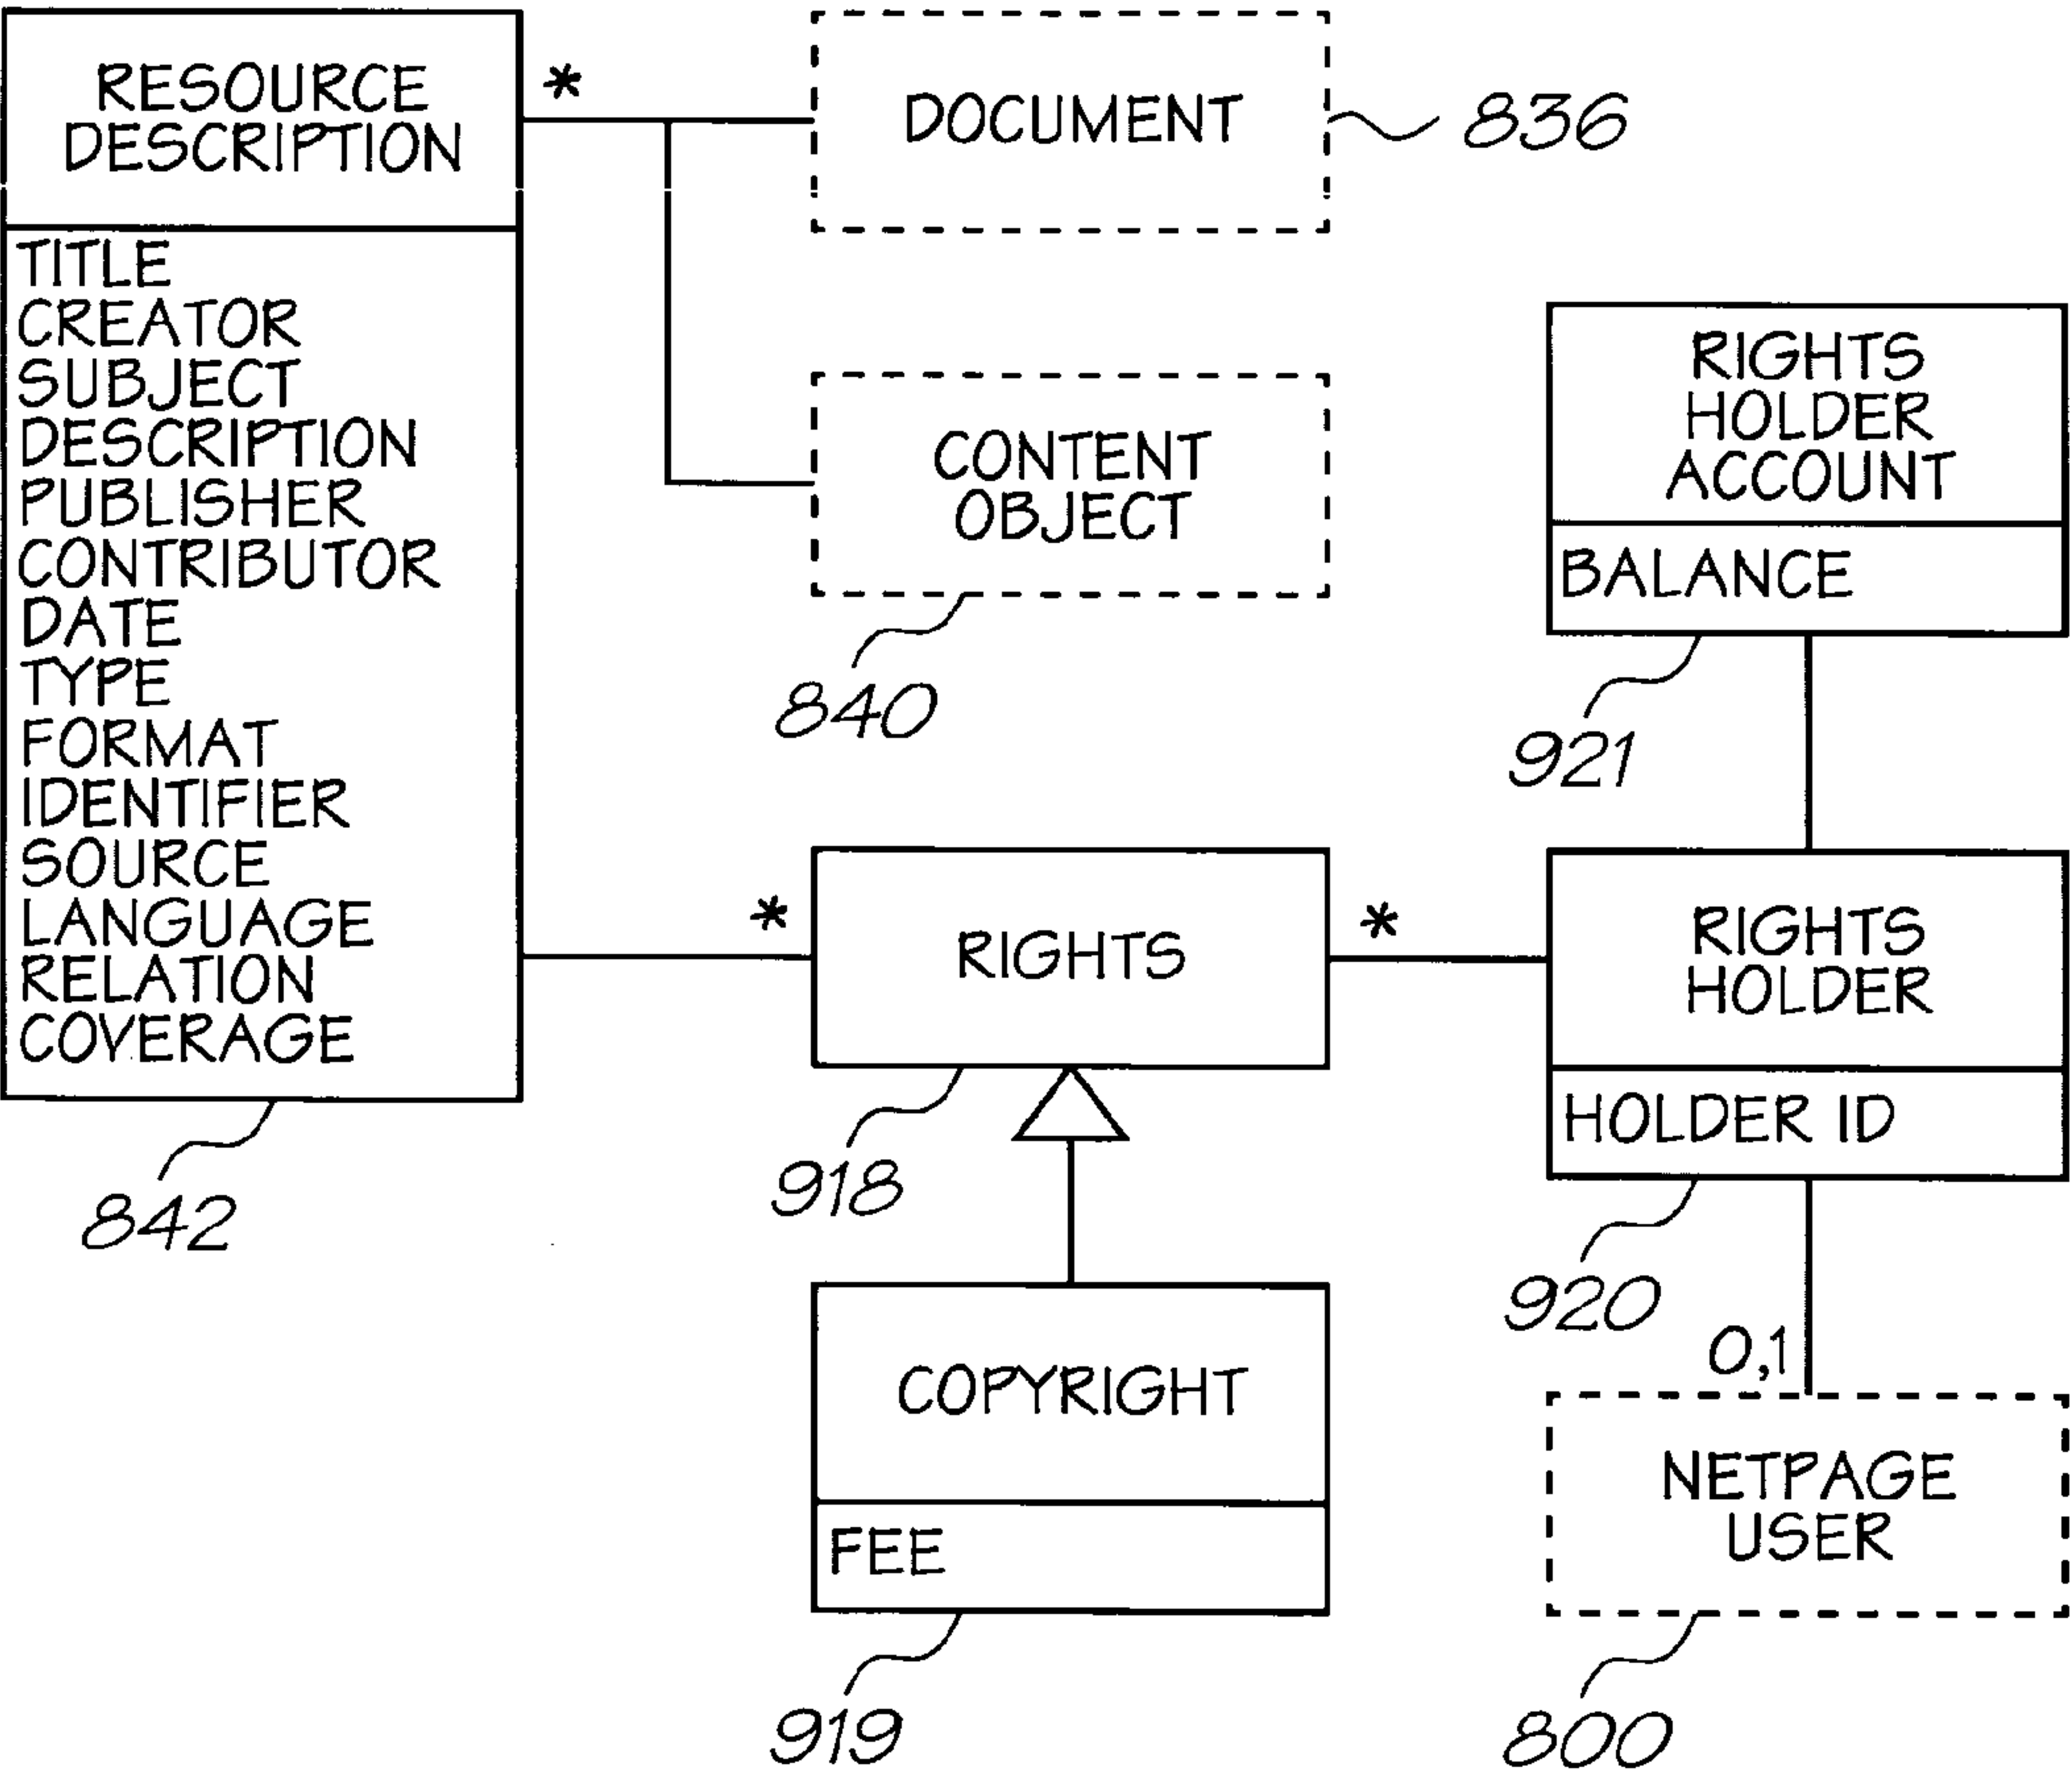 RESOURCE
DESCRIPTION
TITLE
CREATOR
SUBJECT
DESCRIPTION
PUBLISHER
CONTRIBUTOR
DATE
TYPE
FORMAT
IDENTIFIER
SOURCE
LANGUAGE
RELATION
COVERAGE
842
*
DOCUMENT
836
CONTENT
OBJECT
840
RIGHTS
HOLDER
ACCOUNT
BALANCE
921
*
RIGHTS
918
*
RIGHTS
HOLDER
HOLDER ID
920
COPYRIGHT
FEE
919
0,1
NETPAGE
USER
800